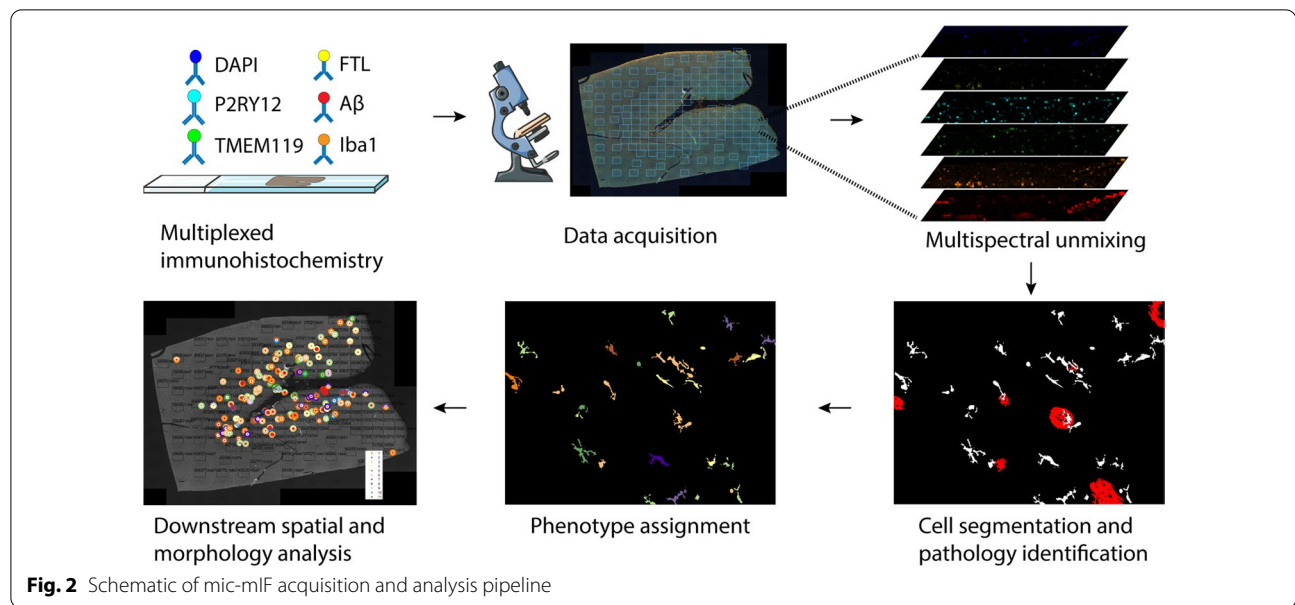 DAPI
FTL
P2RY12
Aβ
TMEM119
Iba1
Multiplexed
immunohistochemistry
Data acquisition
Multispectral unmixing
Downstream spatial and
morphology analysis
Phenotype assignment
Cell segmentation and
pathology identification
Fig. 2 Schematic of mic-mIF acquisition and analysis pipeline